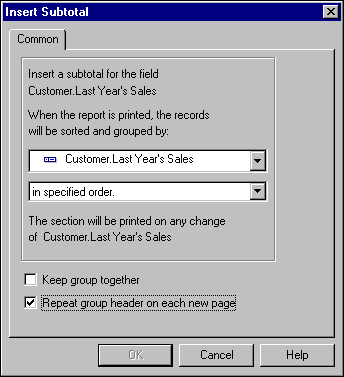 Insert Subtotal
Common
Insert a subtotal for the field
Customer.Last Year's Sales
When the report is printed, the records
will be sorted and grouped by:
Customer.Last Year's Sales
in specified order.
The section will be printed on any change
of Customer.Last Year's Sales
Keep group together
Repeat group header on each new page
OK Cancel Help